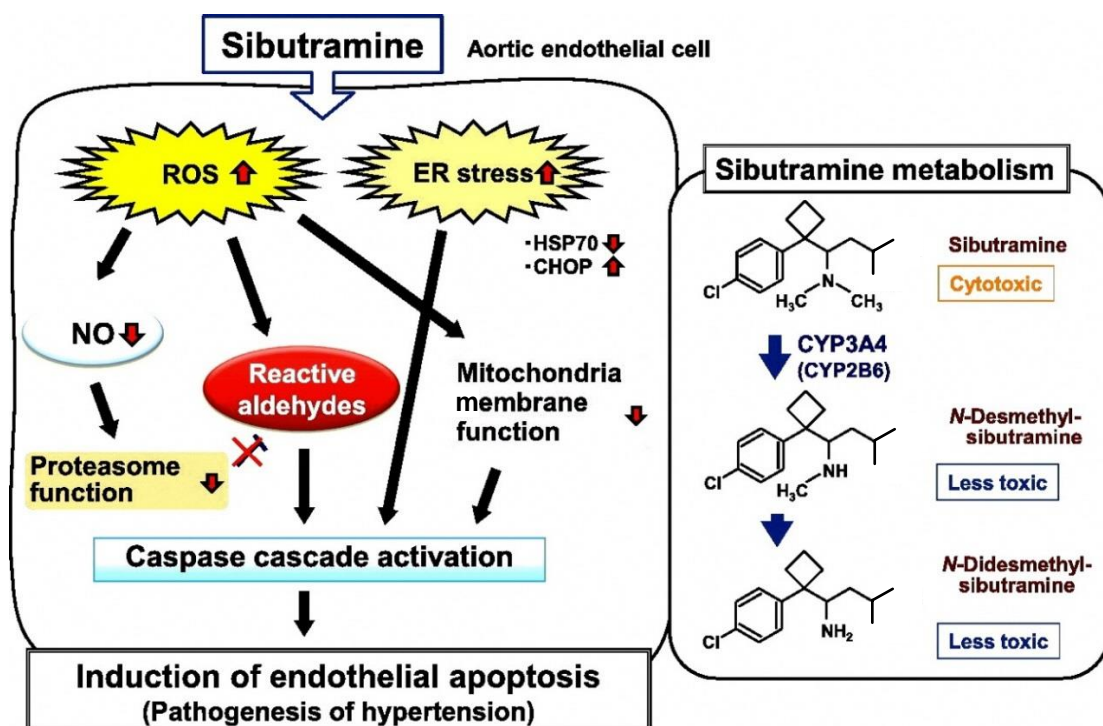 Sibutramine
Aortic endothelial cell
ROS
ER stress
·HSP70
·CHOP
NO
Reactive
aldehydes
Mitochondria
membrane
function
Proteasome
function
Caspase cascade activation
Induction of endothelial apoptosis
(Pathogenesis of hypertension)
Sibutramine metabolism
Cl
N
H₃C
CH₃
Sibutramine
Cytotoxic
CYP3A4
(CYP2B6)
Cl
NH
H₃C
N-Desmethyl-
sibutramine
Less toxic
Cl
NH₂
N-Didesmethyl-
sibutramine
Less toxic